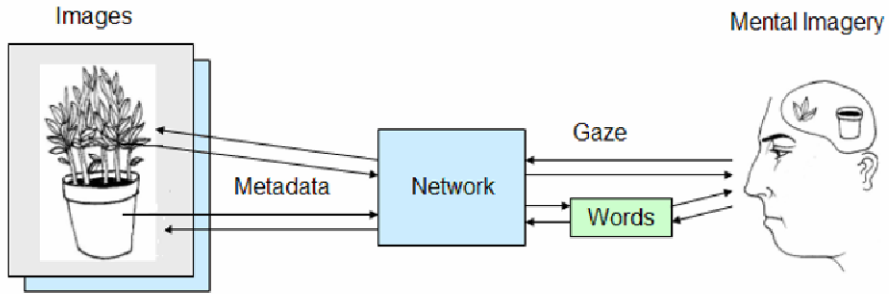 Images
Mental Imagery
Gaze
Metadata
Network
Words